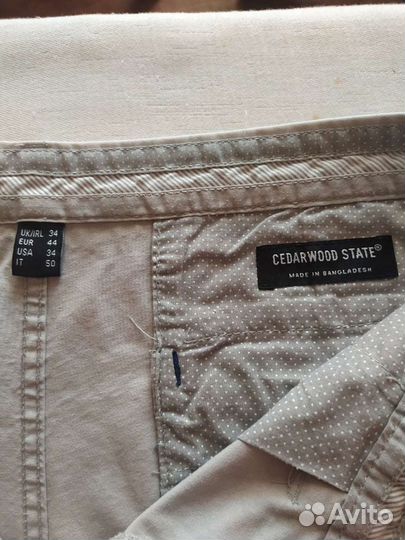 UK/IRL 34
EUR 44
USA 34
IT 50
CEDARWOOD STATE®
MADE IN BANGLADESH
Avito